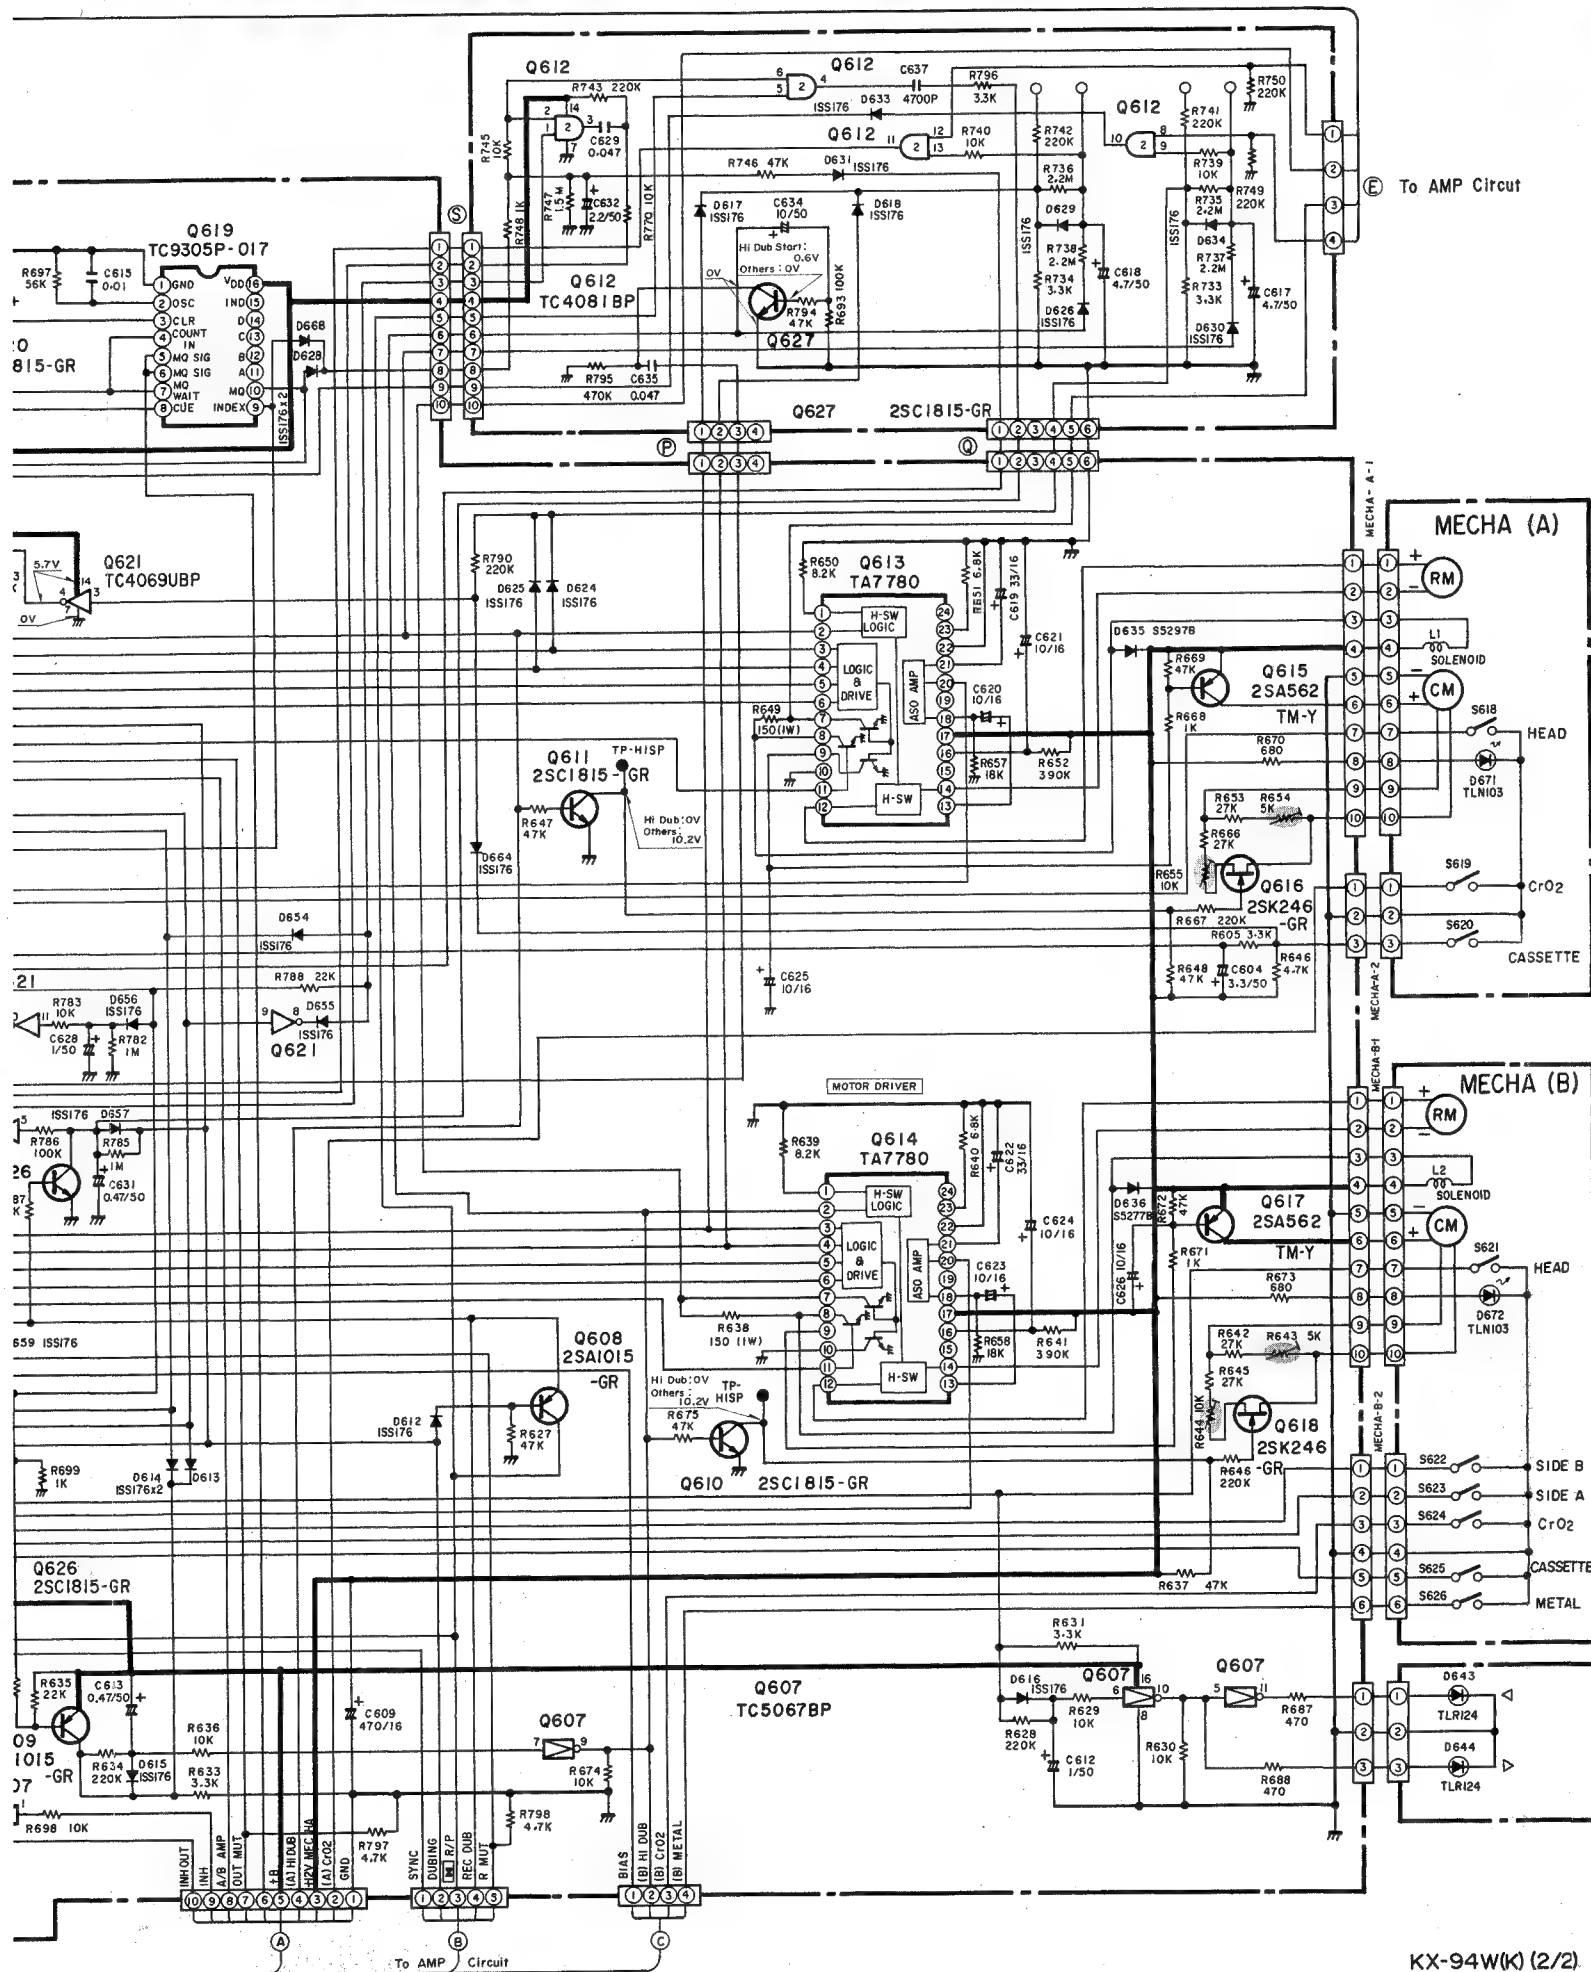 Q612
R743 220K
Q612
C637
4700P
R796
3.3K
R750
220K
D633
ISS176
Q612
R740
10K
R742
220K
Q612
R741
220K
R745
10K
C629
0.047
R746 47K
D631
ISS176
R736
2.2M
R739
10K
R749
220K
R735
2.2M
E To AMP Circut
R747
1.5M
C632
2.2/50
R748 1K
R770 10K
D617
ISS176
C634
10/50
D618
ISS176
D629
ISS176
D634
ISS176
Hi Dub Start:
0.6V
Others: 0V
0V
R738
2.2M
R737
2.2M
Q619
TC9305P-017
S
R697
56K
C615
0.01
1 GND
2 OSC
3 CLR
4 COUNT IN
5 MQ SIG
6 MQ SIG
7 MQ WAIT
8 CUE
VDD 16
IND 15
D 14
C 13
B 12
A 11
MQ 10
INDEX 9
D668
D628
ISS176x2
815-GR
Q612
TC4081BP
R794
47K
R693 100K
Q627
R734
3.3K
C618
4.7/50
D626
ISS176
R733
3.3K
C617
4.7/50
D630
ISS176
R795
470K
C635
0.047
Q627 2SC1815-GR
P
Q
MECHA-A-1
MECHA (A)
5.7V
0V
Q621
TC4069UBP
R790
220K
D625
ISS176
D624
ISS176
R650
8.2K
Q613
TA7780
R651 6.8K
C619 33/16
C621
10/16
H-SW
LOGIC
LOGIC
&
DRIVE
ASO AMP
H-SW
D635 S5297B
RM
L1
SOLENOID
CM
R669
47K
Q615
2SA562
TM-Y
R668
1K
C620
10/16
R649
150(1W)
R657
18K
R652
390K
R670
680
S618
HEAD
D671
TLN103
Q611
2SC1815-GR
TP-HISP
R647
47K
Hi Dub: 0V
Others:
10.2V
D664
ISS176
R653
27K
R654
5K
R666
27K
R655
10K
Q616
2SK246
-GR
R667 220K
S619
CrO2
S620
CASSETTE
R605 3.3K
R648
47K
C604
3.3/50
R646
4.7K
D654
ISS176
R788 22K
C625
10/16
MECHA-A-2
R783
10K
D656
ISS176
C628
1/50
R782
1M
D655
ISS176
Q621
MECHA-B-1
MECHA (B)
MOTOR DRIVER
ISS176
D657
R786
100K
R785
1M
C631
0.47/50
R639
8.2K
Q614
TA7780
R640 6.8K
C622
33/16
C624
10/16
H-SW
LOGIC
LOGIC
&
DRIVE
ASO AMP
H-SW
D636
S5277B
R672
47K
Q617
2SA562
TM-Y
R671
1K
C626 10/16
RM
L2
SOLENOID
CM
C623
10/16
R638
150 (1W)
R658
18K
R641
390K
R673
680
S621
HEAD
D672
TLN103
659 ISS176
Q608
2SA1015
-GR
D612
ISS176
R627
47K
Hi Dub: 0V
Others:
10.2V
TP-
HISP
R675
47K
Q610 2SC1815-GR
R642
27K
R643 5K
R645
27K
R644 10K
Q618
2SK246
-GR
R646
220K
MECHA-B-2
R699
1K
D614
D613
ISS176x2
S622
SIDE B
S623
SIDE A
S624
CrO2
S625
CASSETTE
S626
METAL
Q626
2SC1815-GR
R637 47K
R631
3.3K
R635
22K
C613
0.47/50
1015
-GR
R636
10K
R634
220K
D615
ISS176
R633
3.3K
R698 10K
C609
470/16
Q607
Q607
TC5067BP
R674
10K
R798
4.7K
R797
4.7K
D616
ISS176
Q607
Q607
R629
10K
R628
220K
C612
1/50
R630
10K
R687
470
R688
470
D643
TLR124
D644
TLR124
INH OUT
INH
A/B AMP
OUT MUT
+B
(A) HI DUB
+12V MECHA
(A) CrO2
GND
SYNC
DUBING
R/P
REC DUB
R MUT
BIAS
(B) HI DUB
(B) CrO2
(B) METAL
A
B
C
To AMP Circuit
KX-94W(K) (2/2)